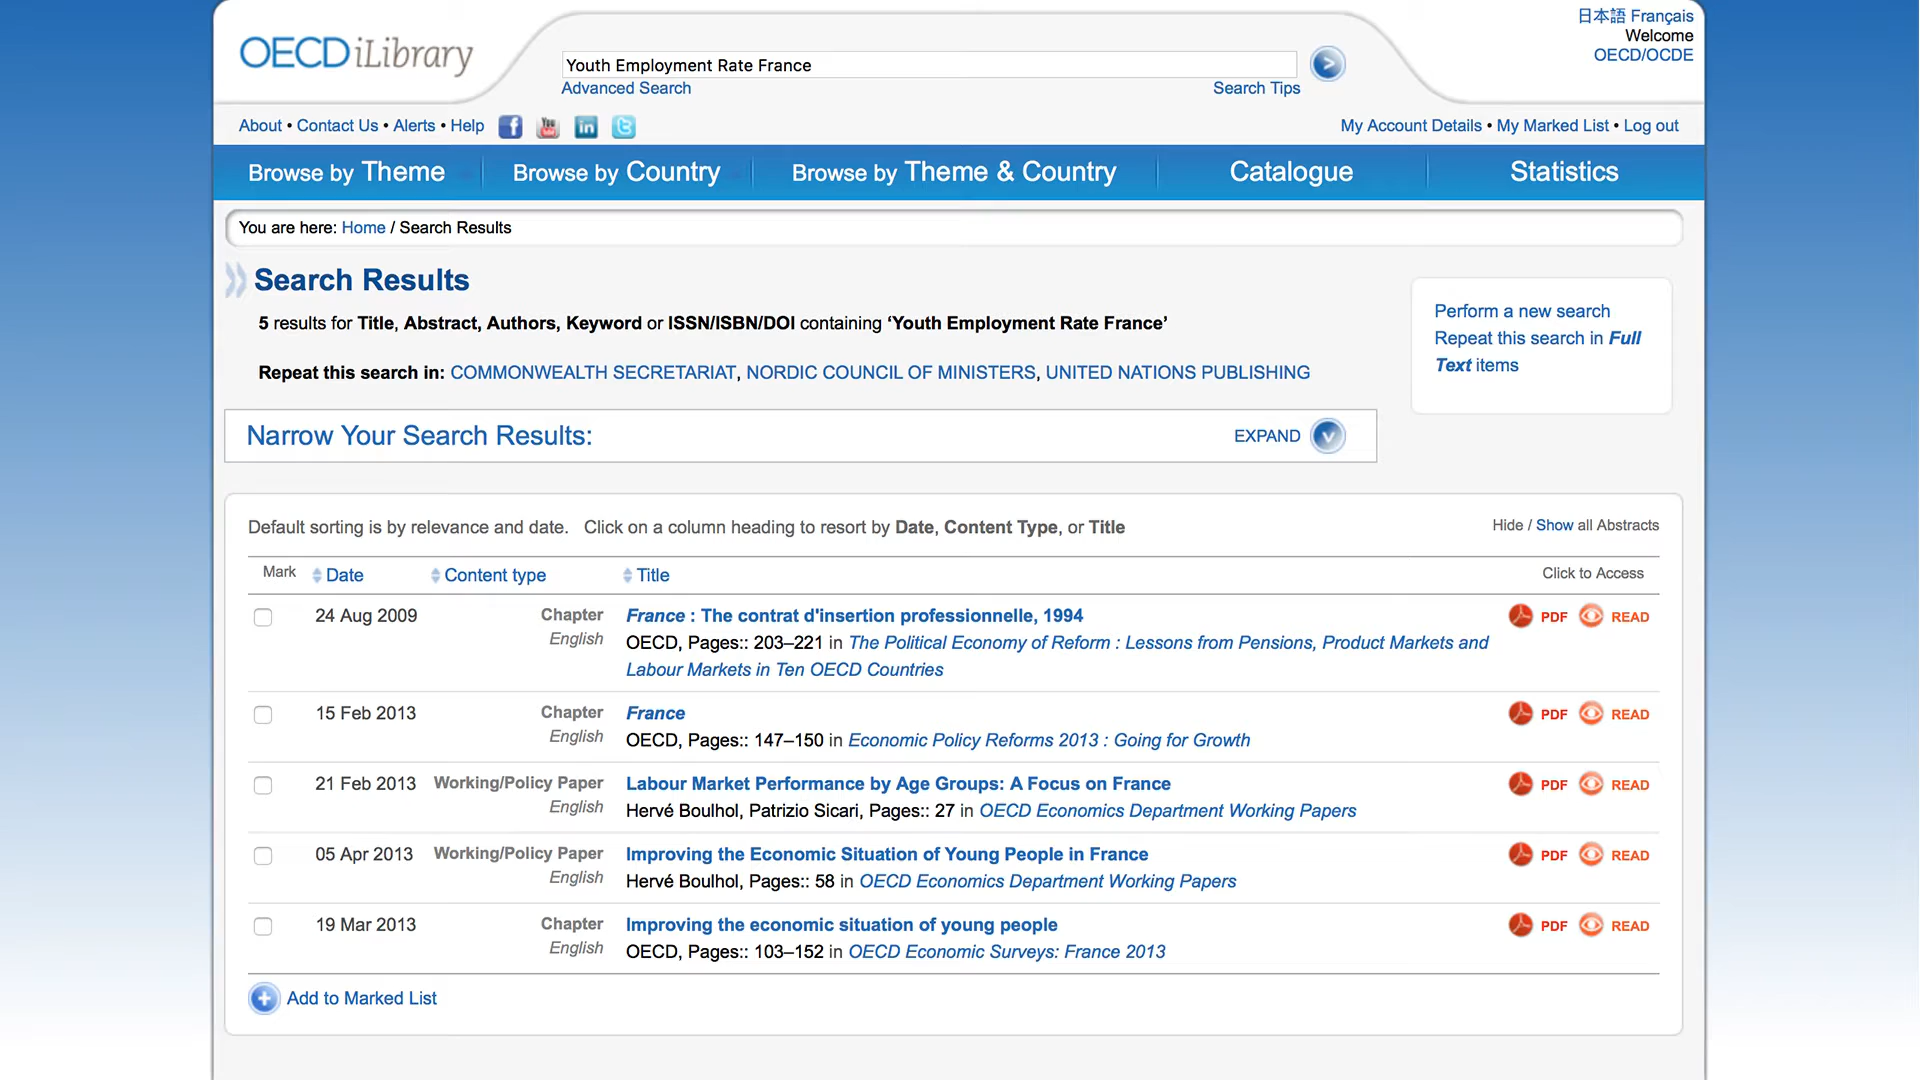 OECD iLibrary
日本語 Français
Welcome
OECD/OCDE
Youth Employment Rate France
Advanced Search
Search Tips
About • Contact Us • Alerts • Help
My Account Details • My Marked List • Log out
Browse by Theme
Browse by Country
Browse by Theme & Country
Catalogue
Statistics
You are here: Home / Search Results
Search Results
5 results for Title, Abstract, Authors, Keyword or ISSN/ISBN/DOI containing ‘Youth Employment Rate France’
Repeat this search in: COMMONWEALTH SECRETARIAT, NORDIC COUNCIL OF MINISTERS, UNITED NATIONS PUBLISHING
Perform a new search
Repeat this search in Full
Text items
Narrow Your Search Results:
EXPAND
Default sorting is by relevance and date. Click on a column heading to resort by Date, Content Type, or Title
Hide / Show all Abstracts
Mark Date Content type Title Click to Access
24 Aug 2009 Chapter France : The contrat d'insertion professionnelle, 1994 PDF READ
English OECD, Pages:: 203–221 in The Political Economy of Reform : Lessons from Pensions, Product Markets and
Labour Markets in Ten OECD Countries
15 Feb 2013 Chapter France PDF READ
English OECD, Pages:: 147–150 in Economic Policy Reforms 2013 : Going for Growth
21 Feb 2013 Working/Policy Paper Labour Market Performance by Age Groups: A Focus on France PDF READ
English Hervé Boulhol, Patrizio Sicari, Pages:: 27 in OECD Economics Department Working Papers
05 Apr 2013 Working/Policy Paper Improving the Economic Situation of Young People in France PDF READ
English Hervé Boulhol, Pages:: 58 in OECD Economics Department Working Papers
19 Mar 2013 Chapter Improving the economic situation of young people PDF READ
English OECD, Pages:: 103–152 in OECD Economic Surveys: France 2013
Add to Marked List